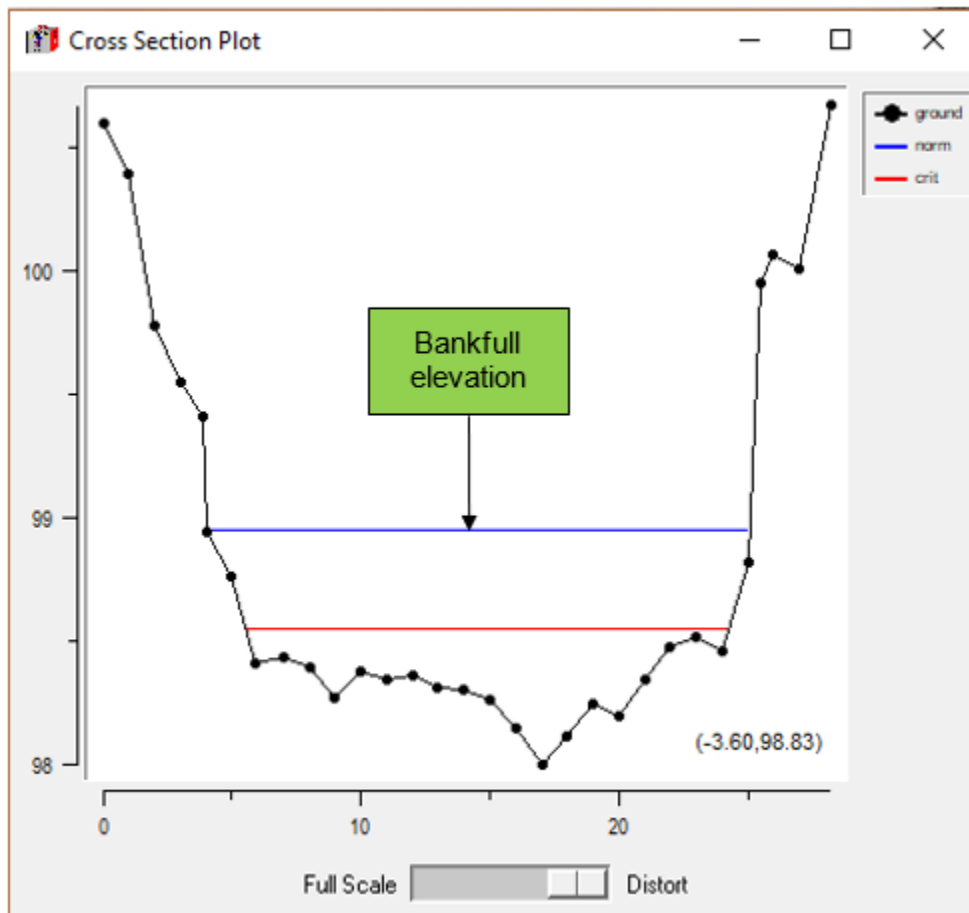 Cross Section Plot
ground
norm
crit
100
99
98
Bankfull
elevation
(-3.60,98.83)
0
10
20
Full Scale
Distort